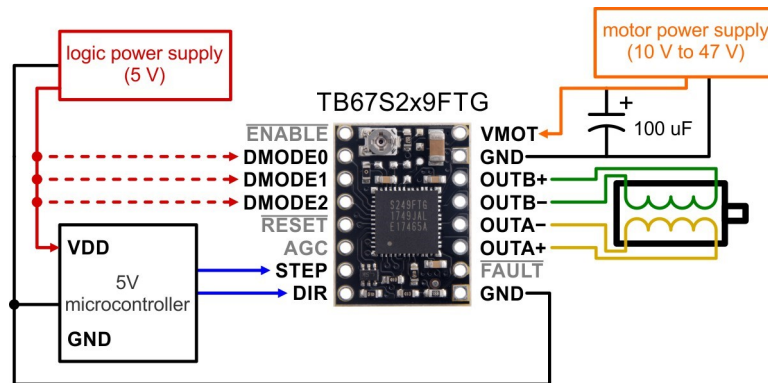 logic power supply
(5 V)
motor power supply
(10 V to 47 V)
TB67S2x9FTG
+
100 uF
ENABLE
DMODE0
DMODE1
DMODE2
RESET
AGC
STEP
DIR
VMOT
GND
OUTB+
OUTB−
OUTA−
OUTA+
FAULT
GND
S249FTG
1749JAL
E17465A
VDD
5V
microcontroller
GND